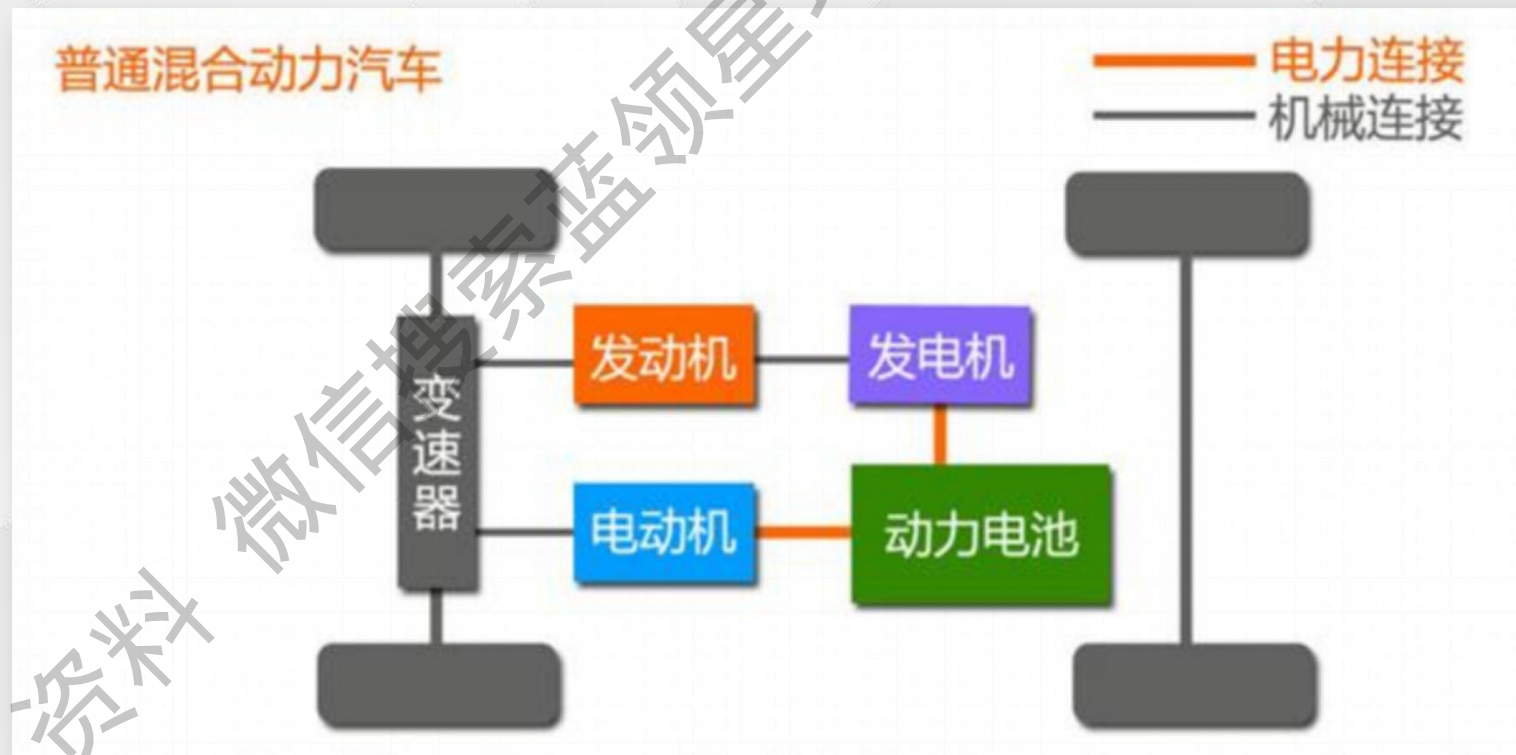 普通混合动力汽车
电力连接
机械连接
发动机
发电机
变速器
电动机
动力电池
资料 微信搜索蓝领星